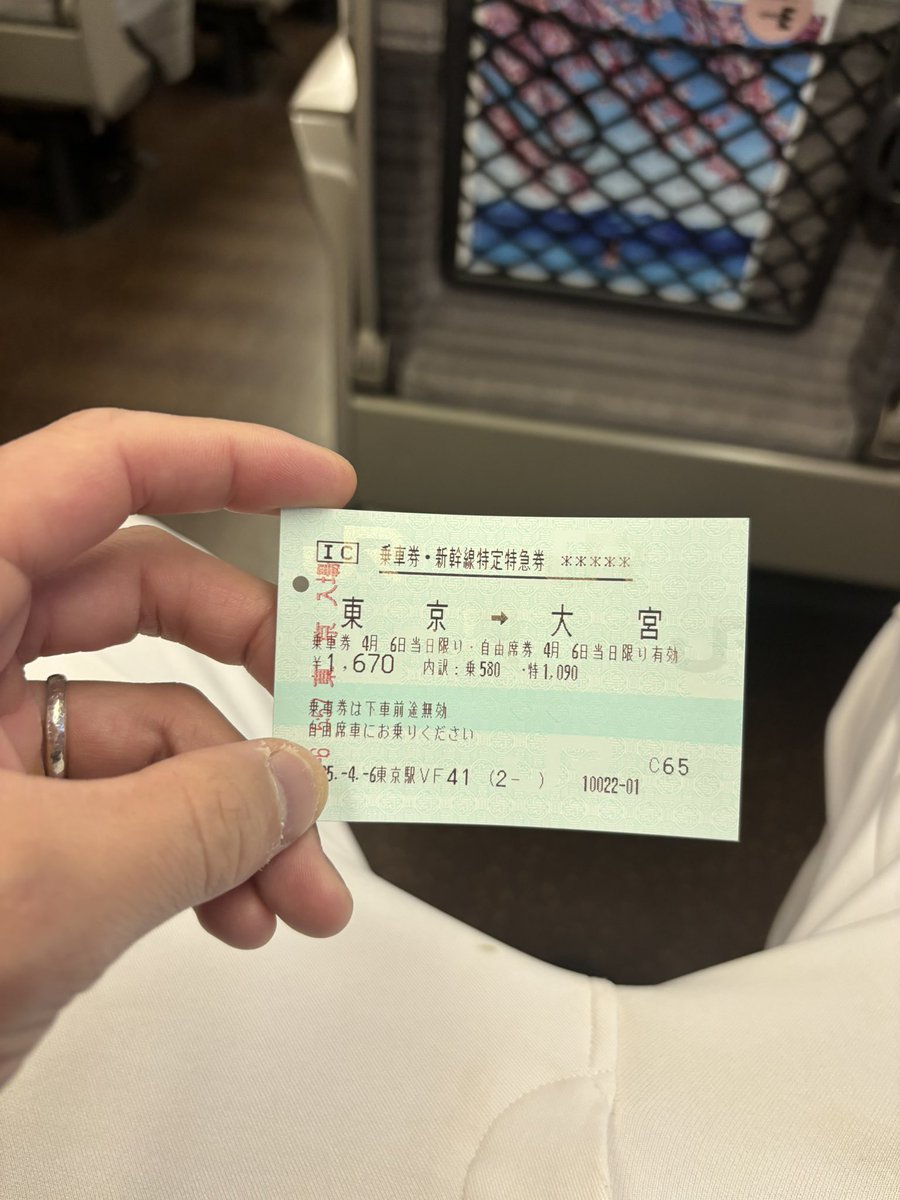 IC 乗車券・新幹線特定特急券 *****
東京 → 大宮
乗車券 4月 6日当日限り・自由席券 4月 6日当日限り有効
¥1,670 内訳:乗580 ・特1,090
乗車券は下車前途無効
自由席車にお乗りください
C65
5.-4.-6東京駅VF41 (2- ) 10022-01
入場